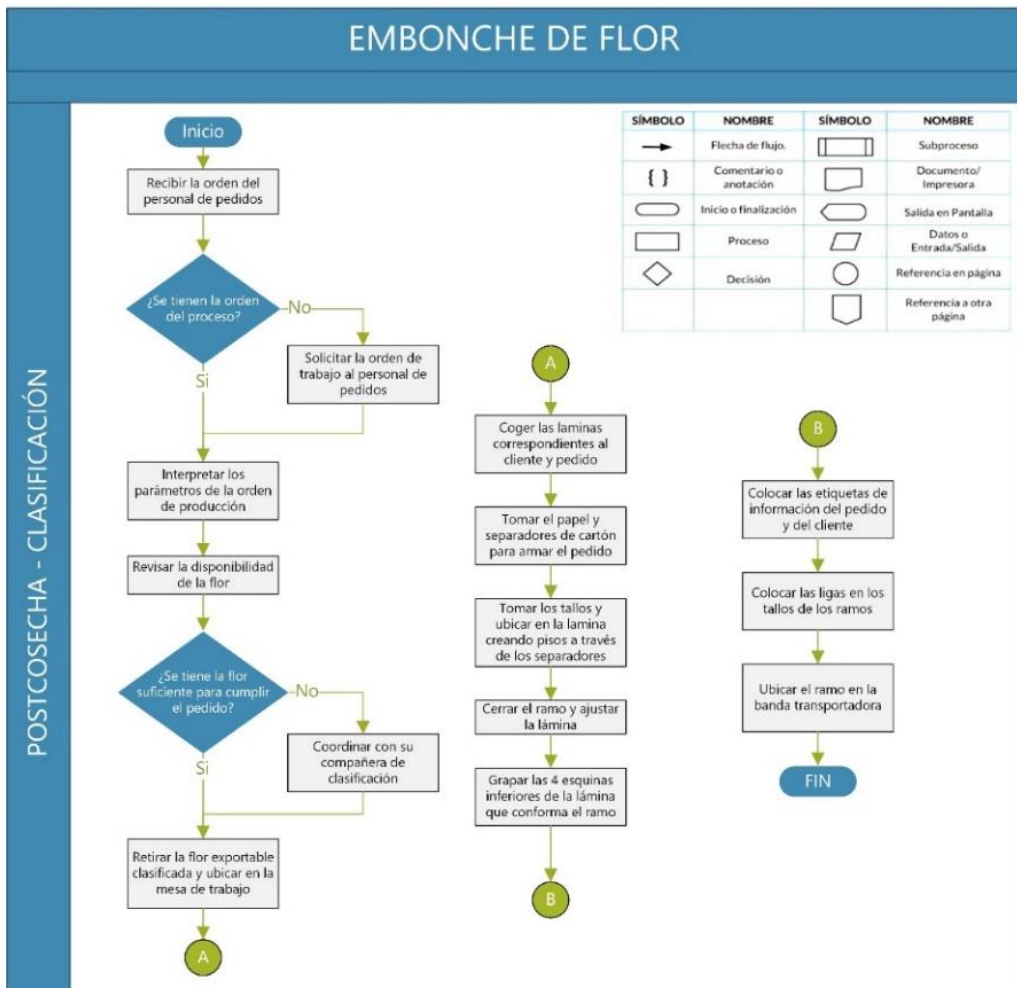 EMBONCHE DE FLOR
POSTCOSECHA - CLASIFICACIÓN
Inicio
Recibir la orden del
personal de pedidos
¿Se tienen la orden
del proceso?
No
Solicitar la orden de
trabajo al personal de
pedidos
Si
Interpretar los
parámetros de la orden
de producción
Revisar la disponibilidad
de la flor
¿Se tiene la flor
suficiente para cumplir
el pedido?
No
Coordinar con su
compañera de
clasificación
Si
Retirar la flor exportable
clasificada y ubicar en la
mesa de trabajo
A
A
Coger las laminas
correspondientes al
cliente y pedido
Tomar el papel y
separadores de cartón
para armar el pedido
Tomar los tallos y
ubicar en la lamina
creando pisos a través
de los separadores
Cerrar el ramo y ajustar
la lámina
Grapar las 4 esquinas
inferiores de la lámina
que conforma el ramo
B
B
Colocar las etiquetas de
información del pedido
y del cliente
Colocar las ligas en los
tallos de los ramos
Ubicar el ramo en la
banda transportadora
FIN
SÍMBOLO NOMBRE SÍMBOLO NOMBRE
Flecha de flujo. Subproceso
{ } Comentario o
anotación
Documento/
Impresora
Inicio o finalización Salida en Pantalla
Proceso Datos o
Entrada/Salida
Decisión Referencia en página
Referencia a otra
página